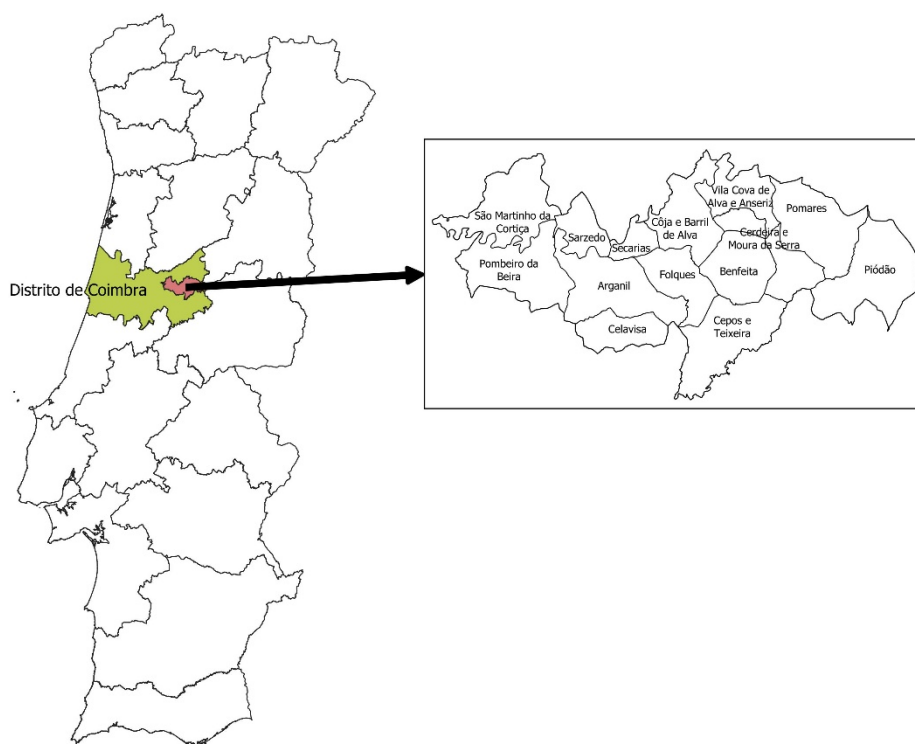 Distrito de Coimbra
São Martinho da
Cortiça
Pombeiro da
Beira
Sarzedo
Secarias
Arganil
Celavisa
Folques
Côja e Barril
de Alva
Vila Cova de
Alva e Anseriz
Cerdeira e
Moura da Serra
Benfeita
Cepos e
Teixeira
Pomares
Piódão